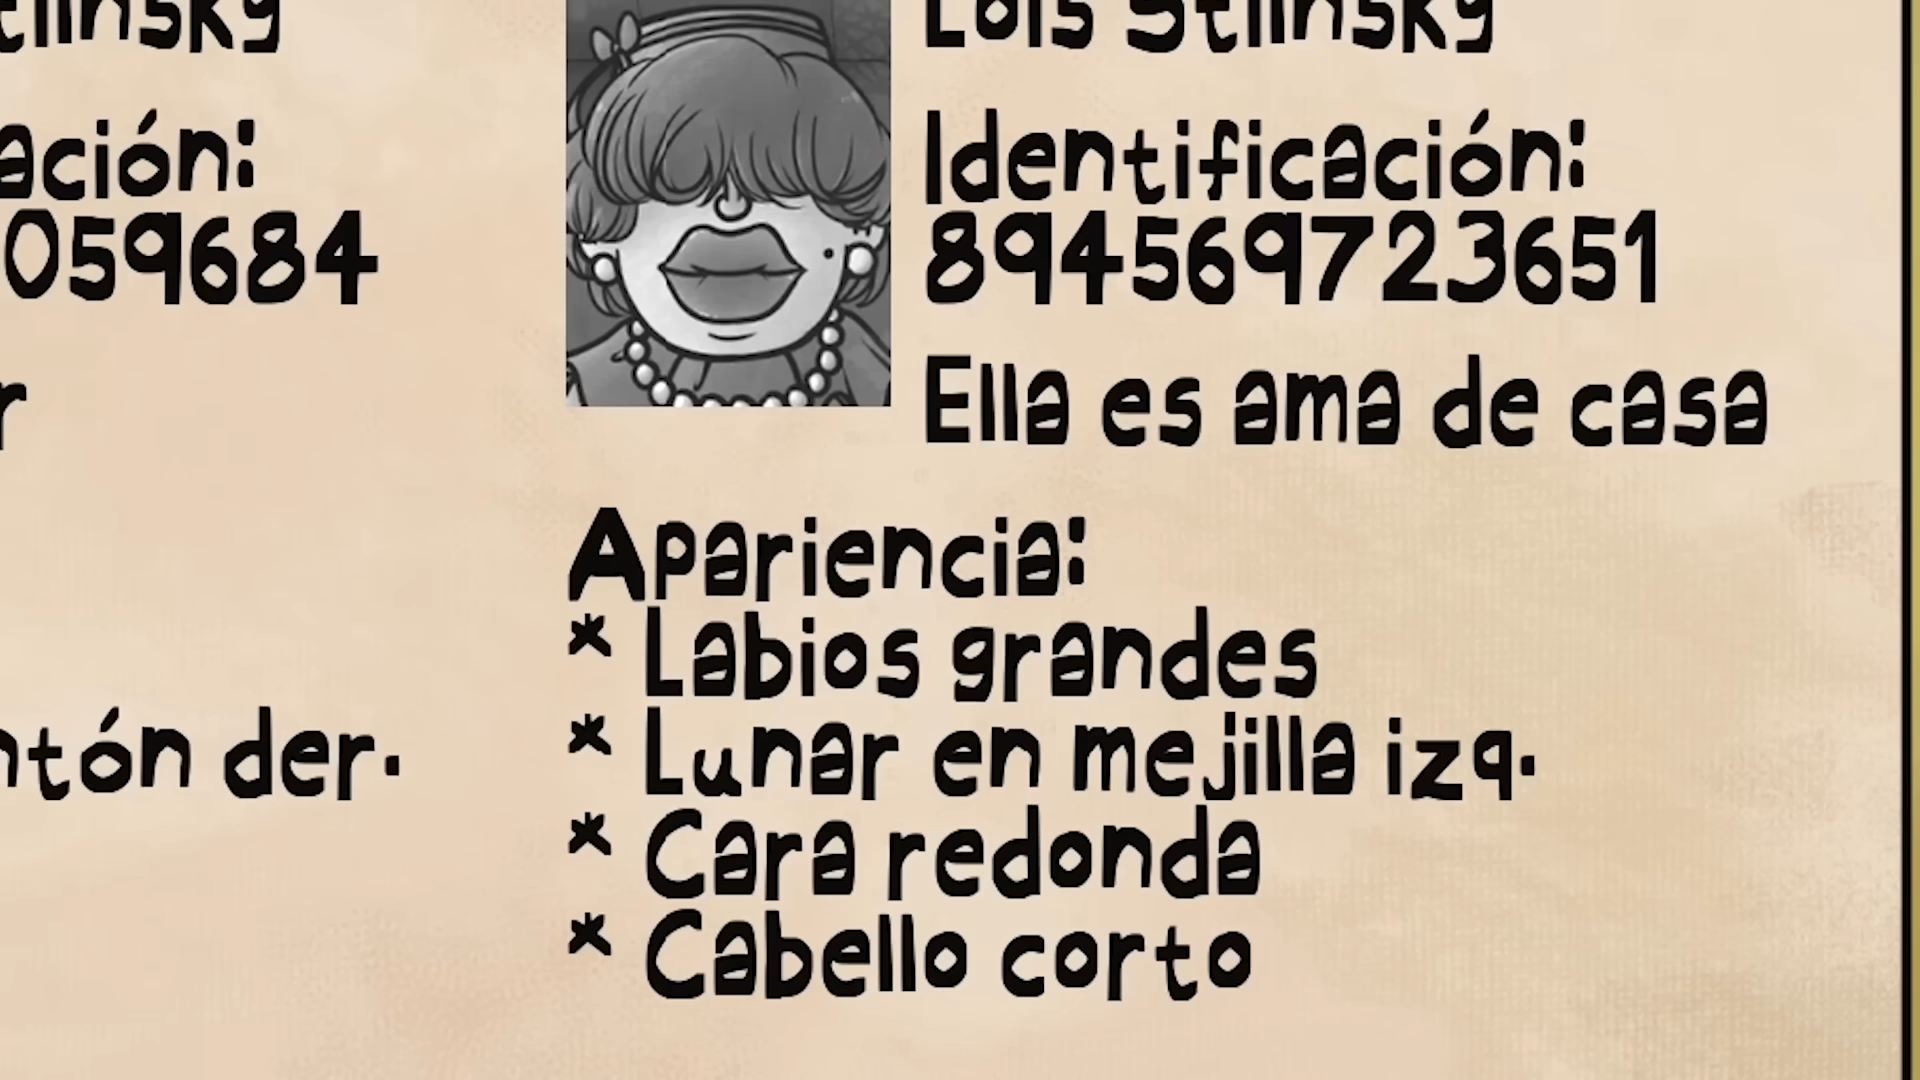 Lois Stilinsky
ación:
059684
ntón der.
Identificación:
894569723651
Ella es ama de casa
Apariencia:
* Labios grandes
* Lunar en mejilla izq.
* Cara redonda
* Cabello corto